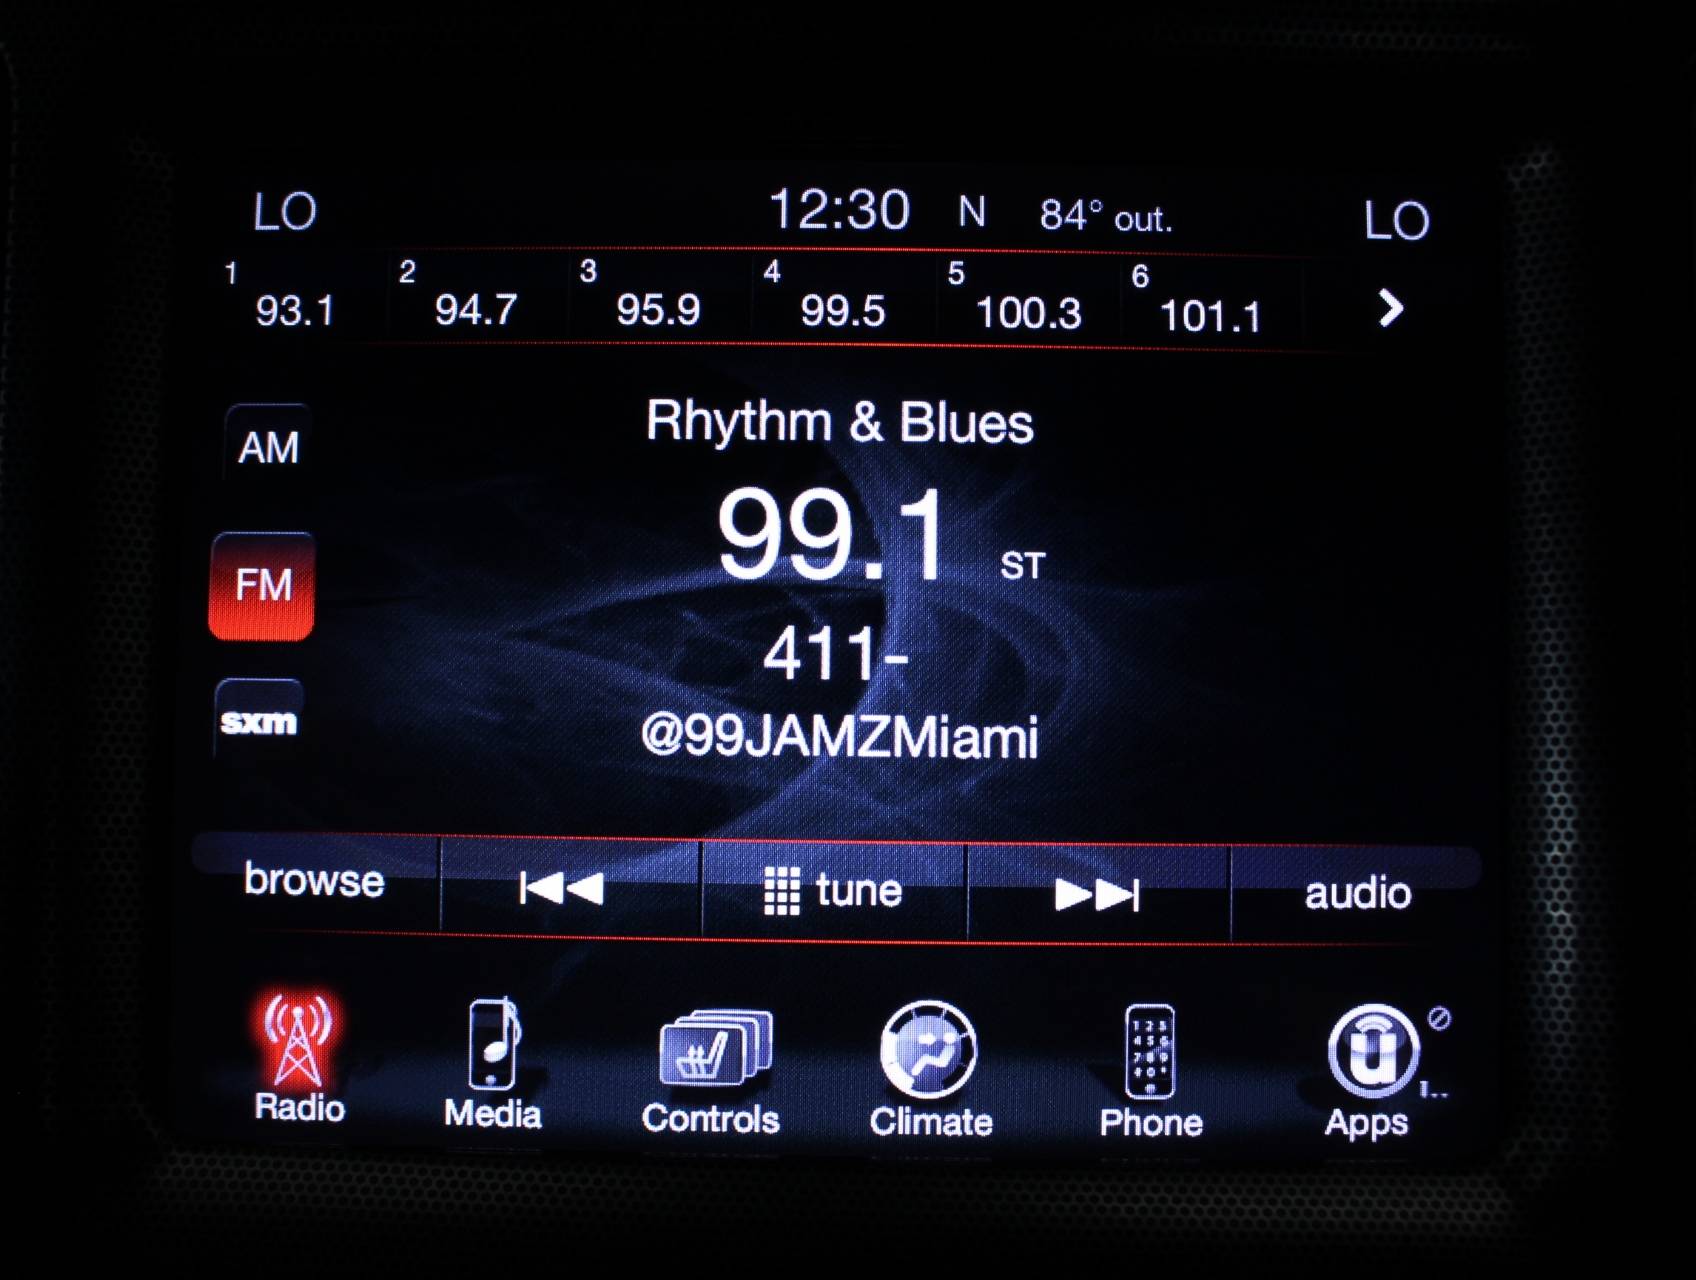 LO 12:30 N 84° out. LO
1 2 3 4 5 6
93.1 94.7 95.9 99.5 100.3 101.1
Rhythm & Blues
AM
99.1 ST
FM
411-
sxm
@99JAMZMiami
browse tune audio
Radio Media Controls Climate Phone Apps